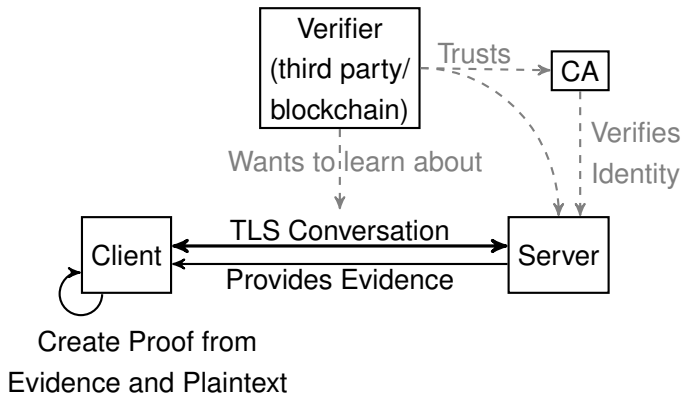 Verifier
(third party/
blockchain)
Trusts
CA
Verifies
Identity
Wants to learn about
Client
TLS Conversation
Provides Evidence
Server
Create Proof from
Evidence and Plaintext